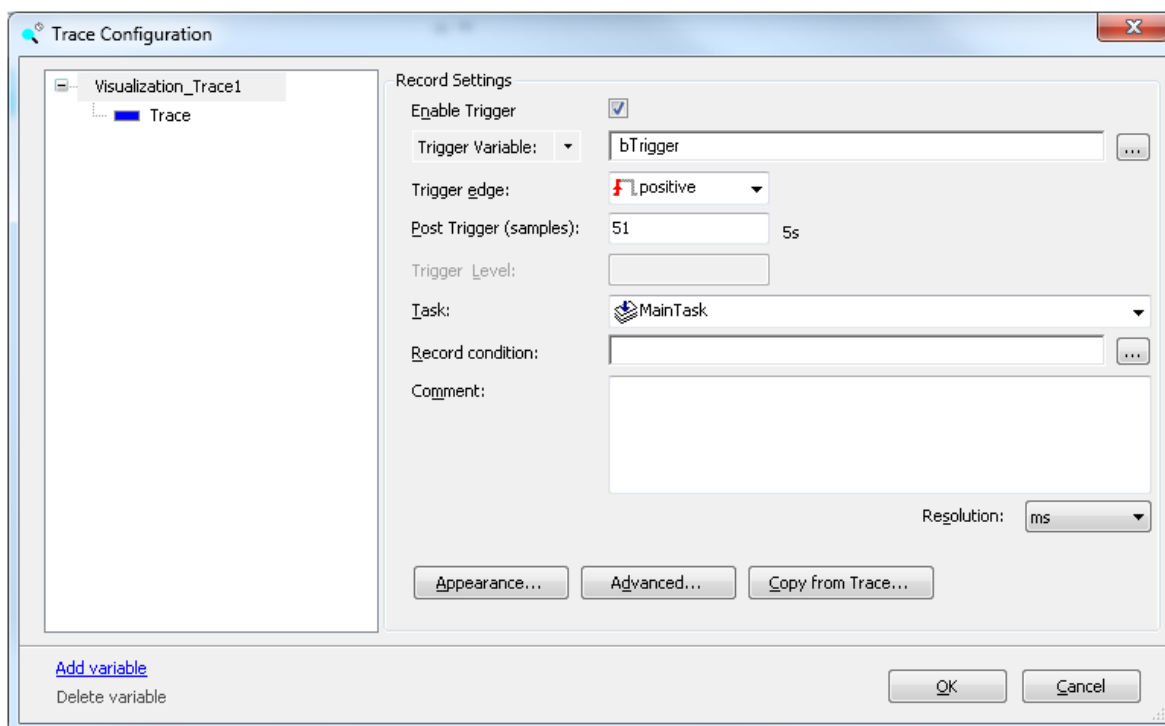 Trace Configuration
Visualization_Trace1
Trace
Record Settings
Enable Trigger
Trigger Variable: bTrigger ...
Trigger edge: positive
Post Trigger (samples): 51 5s
Trigger Level:
Task: MainTask
Record condition: ...
Comment:
Resolution: ms
Appearance... Advanced... Copy from Trace...
Add variable
Delete variable
OK Cancel